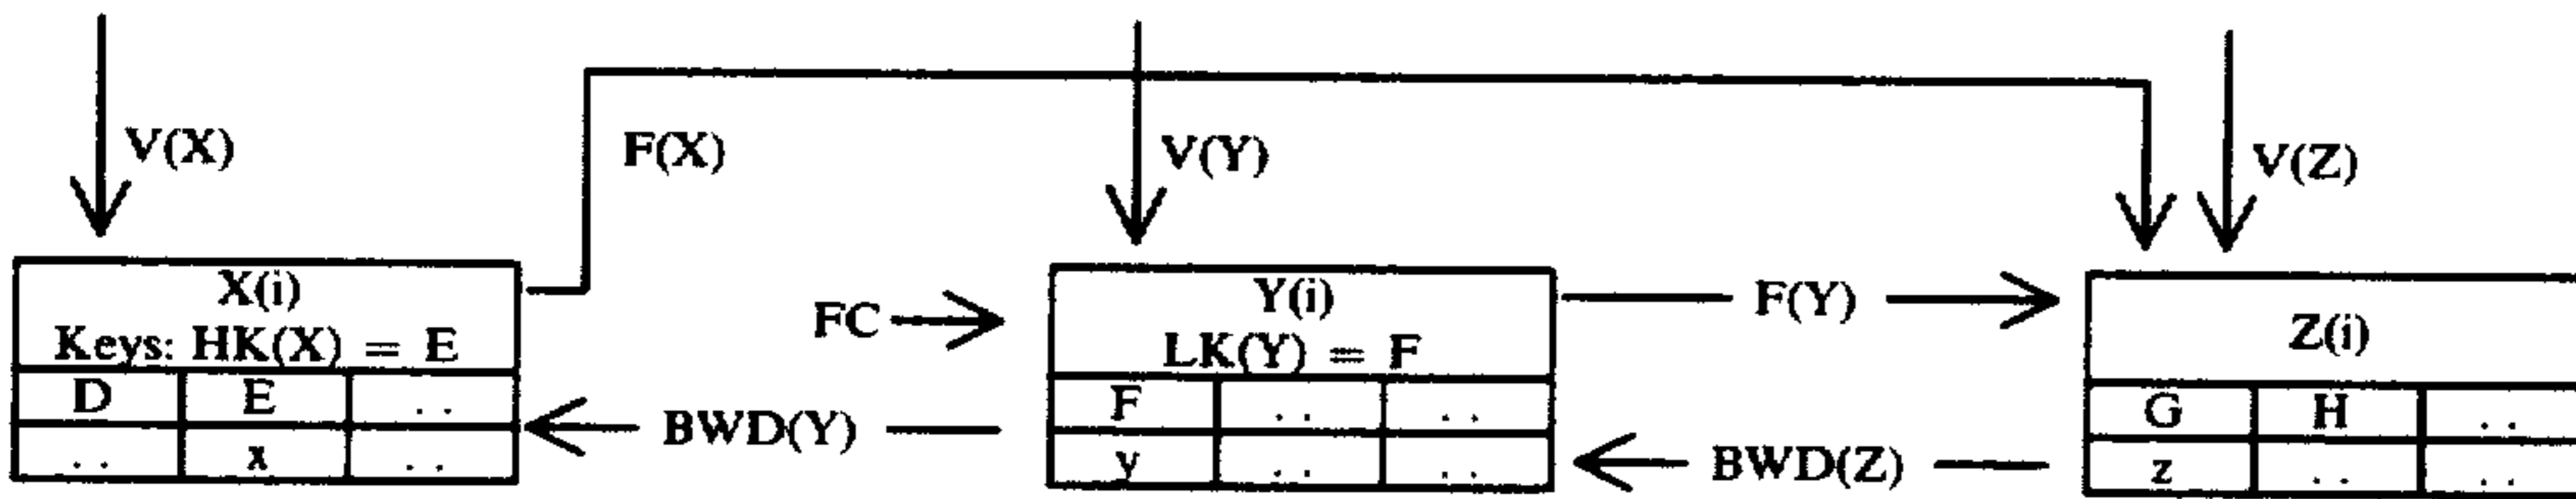 V(X)
F(X)
V(Y)
V(Z)
X(i)
Keys: HK(X) = E
D E ..
.. x ..
FC
BWD(Y)
Y(i)
LK(Y) = F
F .. ..
y .. ..
F(Y)
BWD(Z)
Z(i)
G H ..
z .. ..